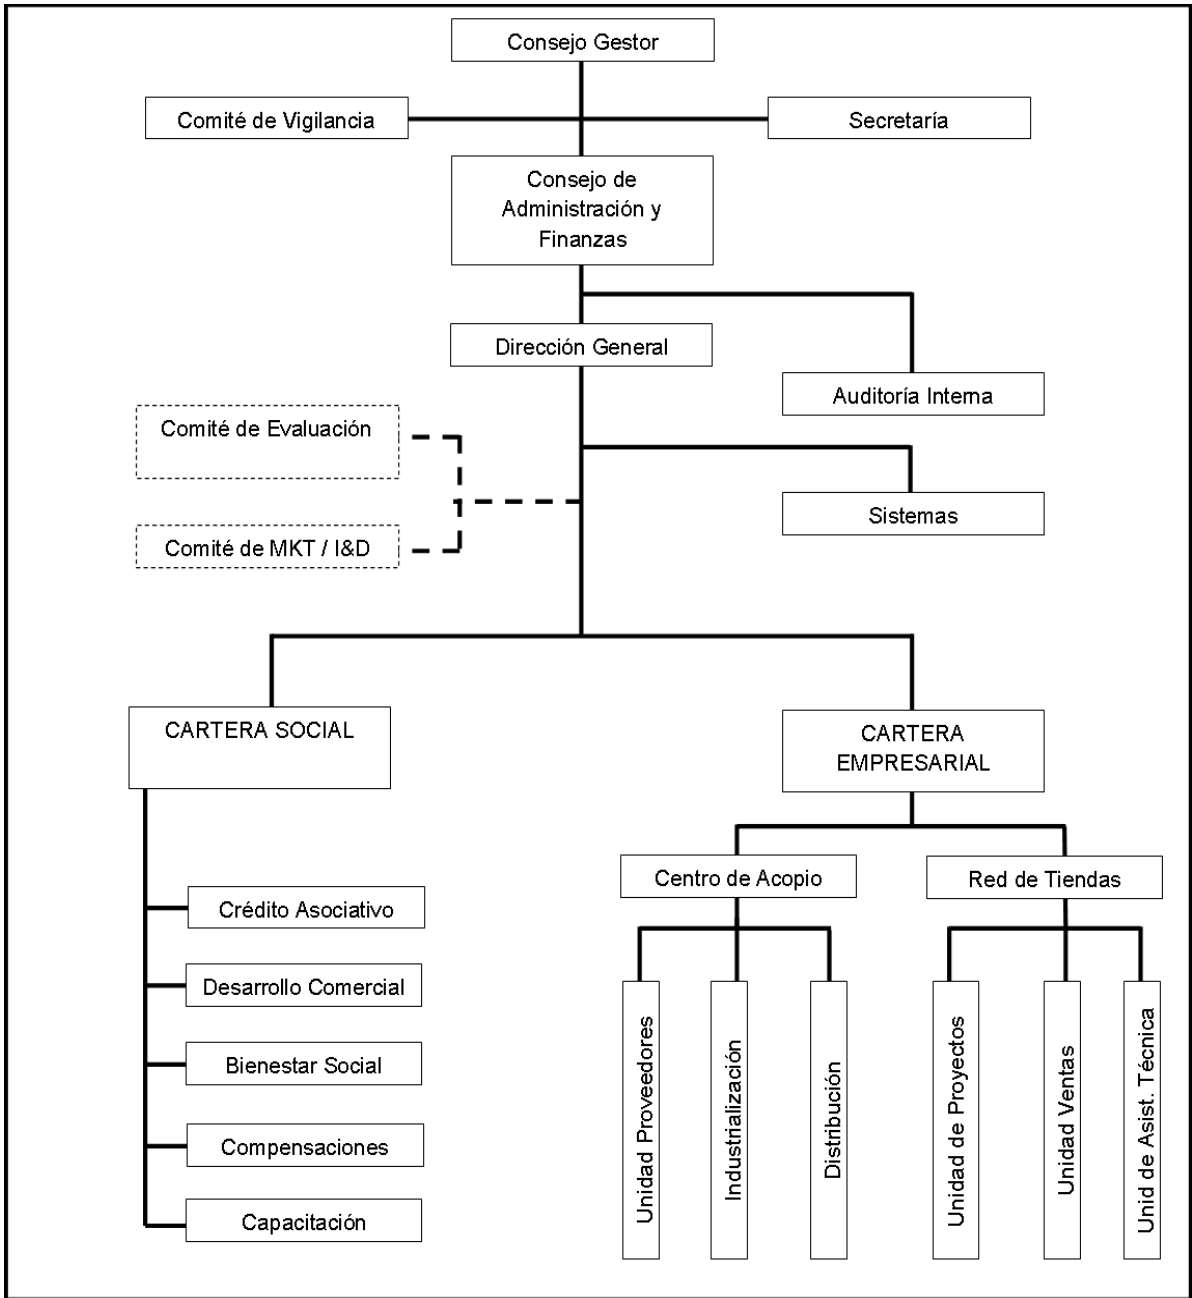 Consejo Gestor
Comité de Vigilancia
Secretaría
Consejo de
Administración y
Finanzas
Dirección General
Auditoría Interna
Comité de Evaluación
Sistemas
Comité de MKT / I&D
CARTERA SOCIAL
CARTERA
EMPRESARIAL
Centro de Acopio
Red de Tiendas
Crédito Asociativo
Desarrollo Comercial
Bienestar Social
Compensaciones
Capacitación
Unidad Proveedores
Industrialización
Distribución
Unidad de Proyectos
Unidad Ventas
Unid de Asist. Técnica